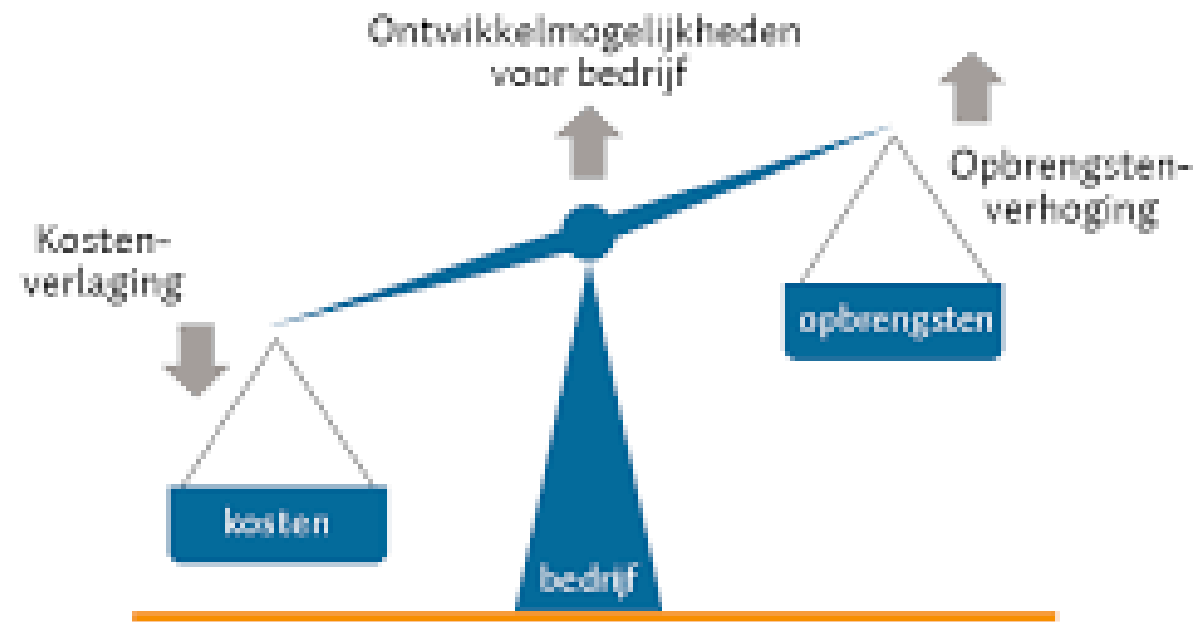 Ontwikkelmogelijkheden
voor bedrijf
Opbrengsten-
verhoging
Kosten-
verlaging
opbrengsten
kosten
bedrijf